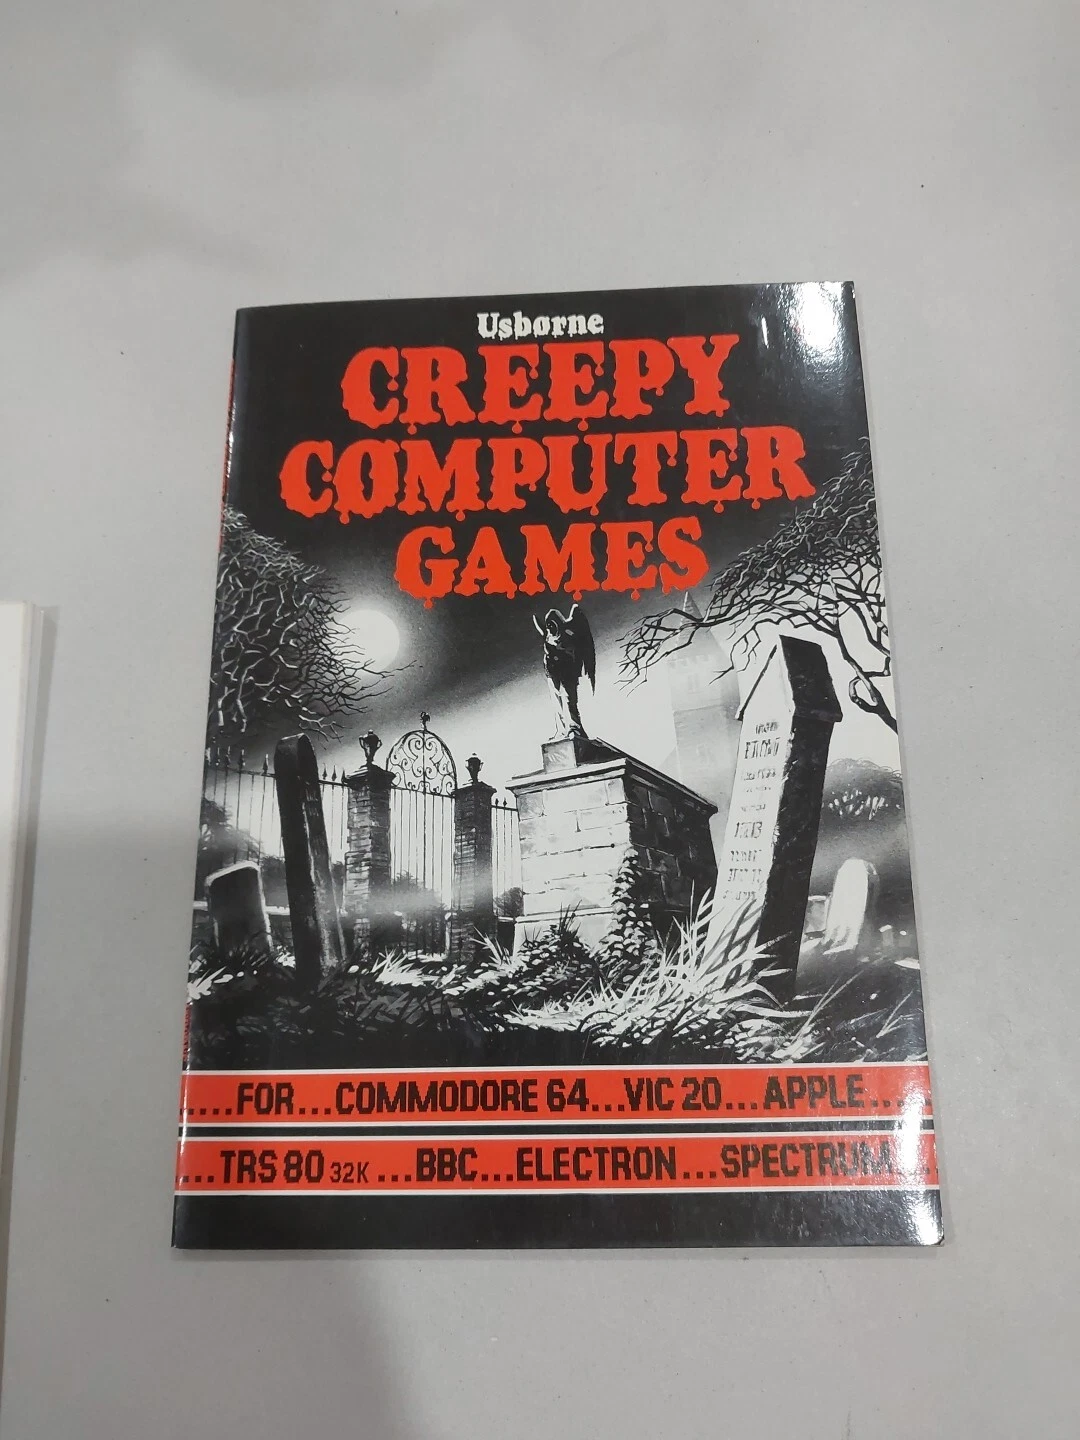 Usborne
CREEPY
COMPUTER
GAMES
.....FOR...COMMODORE 64...VIC 20...APPLE.....
...TRS 80 32K ...BBC...ELECTRON...SPECTRUM....